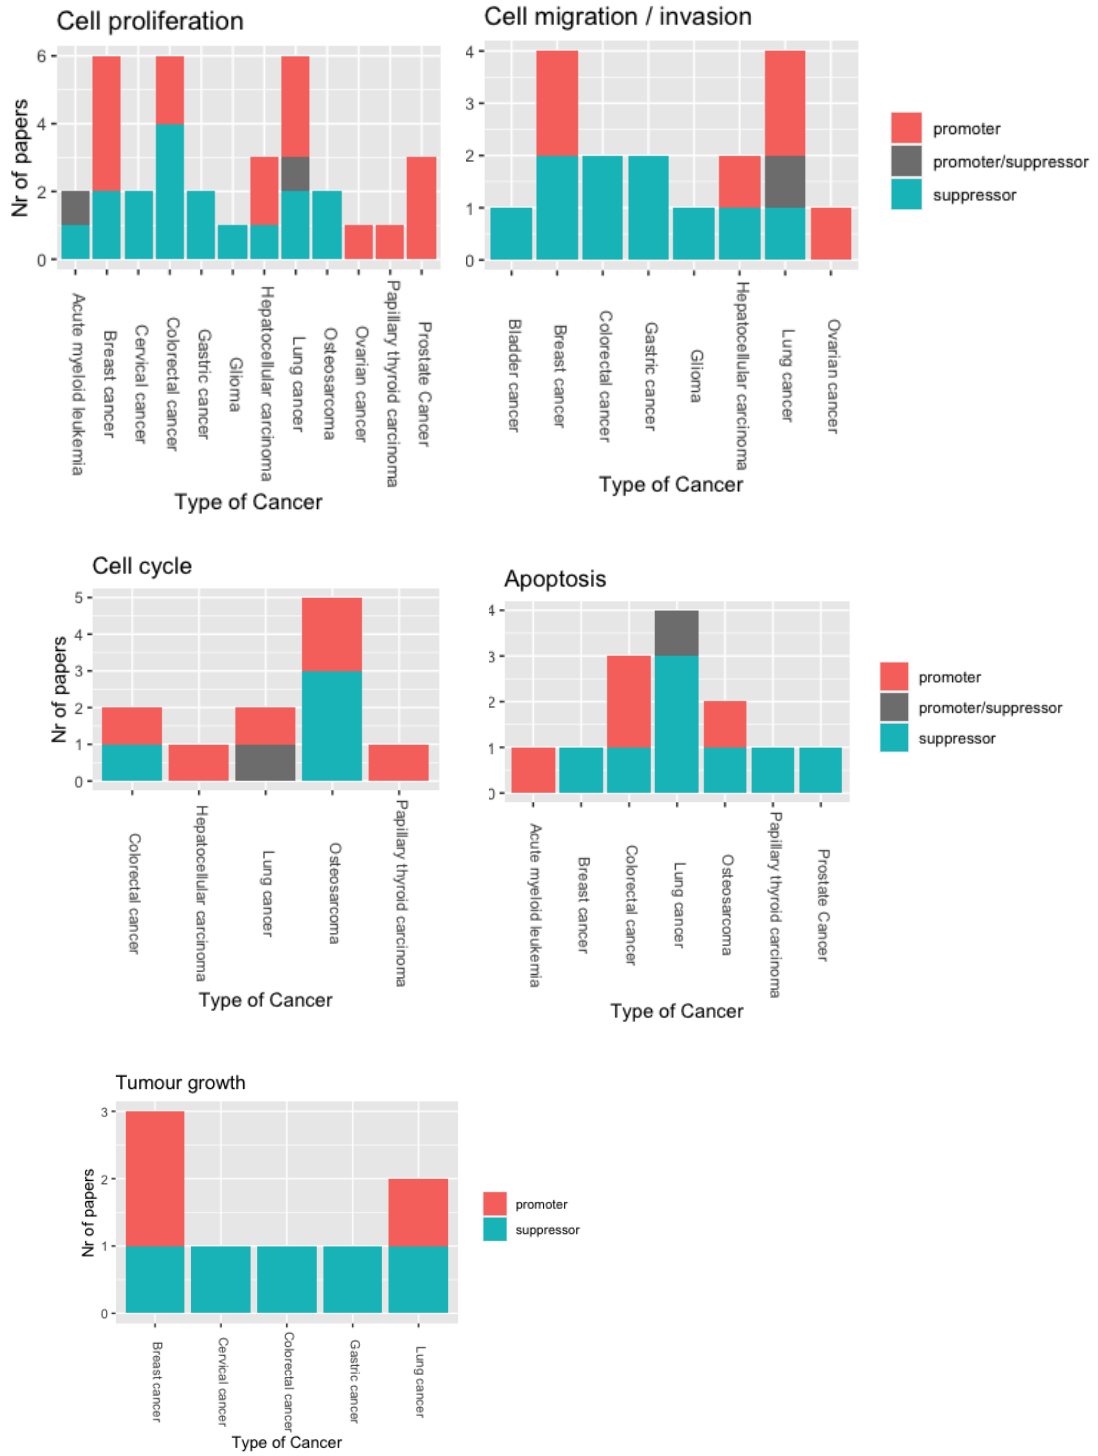 Cell proliferation
Nr of papers
6
4
2
0
Acute myeloid leukemia
Breast cancer
Cervical cancer
Colorectal cancer
Gastric cancer
Glioma
Hepatocellular carcinoma
Lung cancer
Osteosarcoma
Ovarian cancer
Papillary thyroid carcinoma
Prostate Cancer
Type of Cancer
Cell migration / invasion
4
3
2
1
0
Bladder cancer
Breast cancer
Colorectal cancer
Gastric cancer
Glioma
Hepatocellular carcinoma
Lung cancer
Ovarian cancer
Type of Cancer
promoter
promoter/suppressor
suppressor
Cell cycle
Nr of papers
5
4
3
2
1
0
Colorectal cancer
Hepatocellular carcinoma
Lung cancer
Osteosarcoma
Papillary thyroid carcinoma
Type of Cancer
Apoptosis
4
3
2
1
0
Acute myeloid leukemia
Breast cancer
Colorectal cancer
Lung cancer
Osteosarcoma
Papillary thyroid carcinoma
Prostate Cancer
Type of Cancer
promoter
promoter/suppressor
suppressor
Tumour growth
Nr of papers
3
2
1
0
Breast cancer
Cervical cancer
Colorectal cancer
Gastric cancer
Lung cancer
Type of Cancer
promoter
suppressor